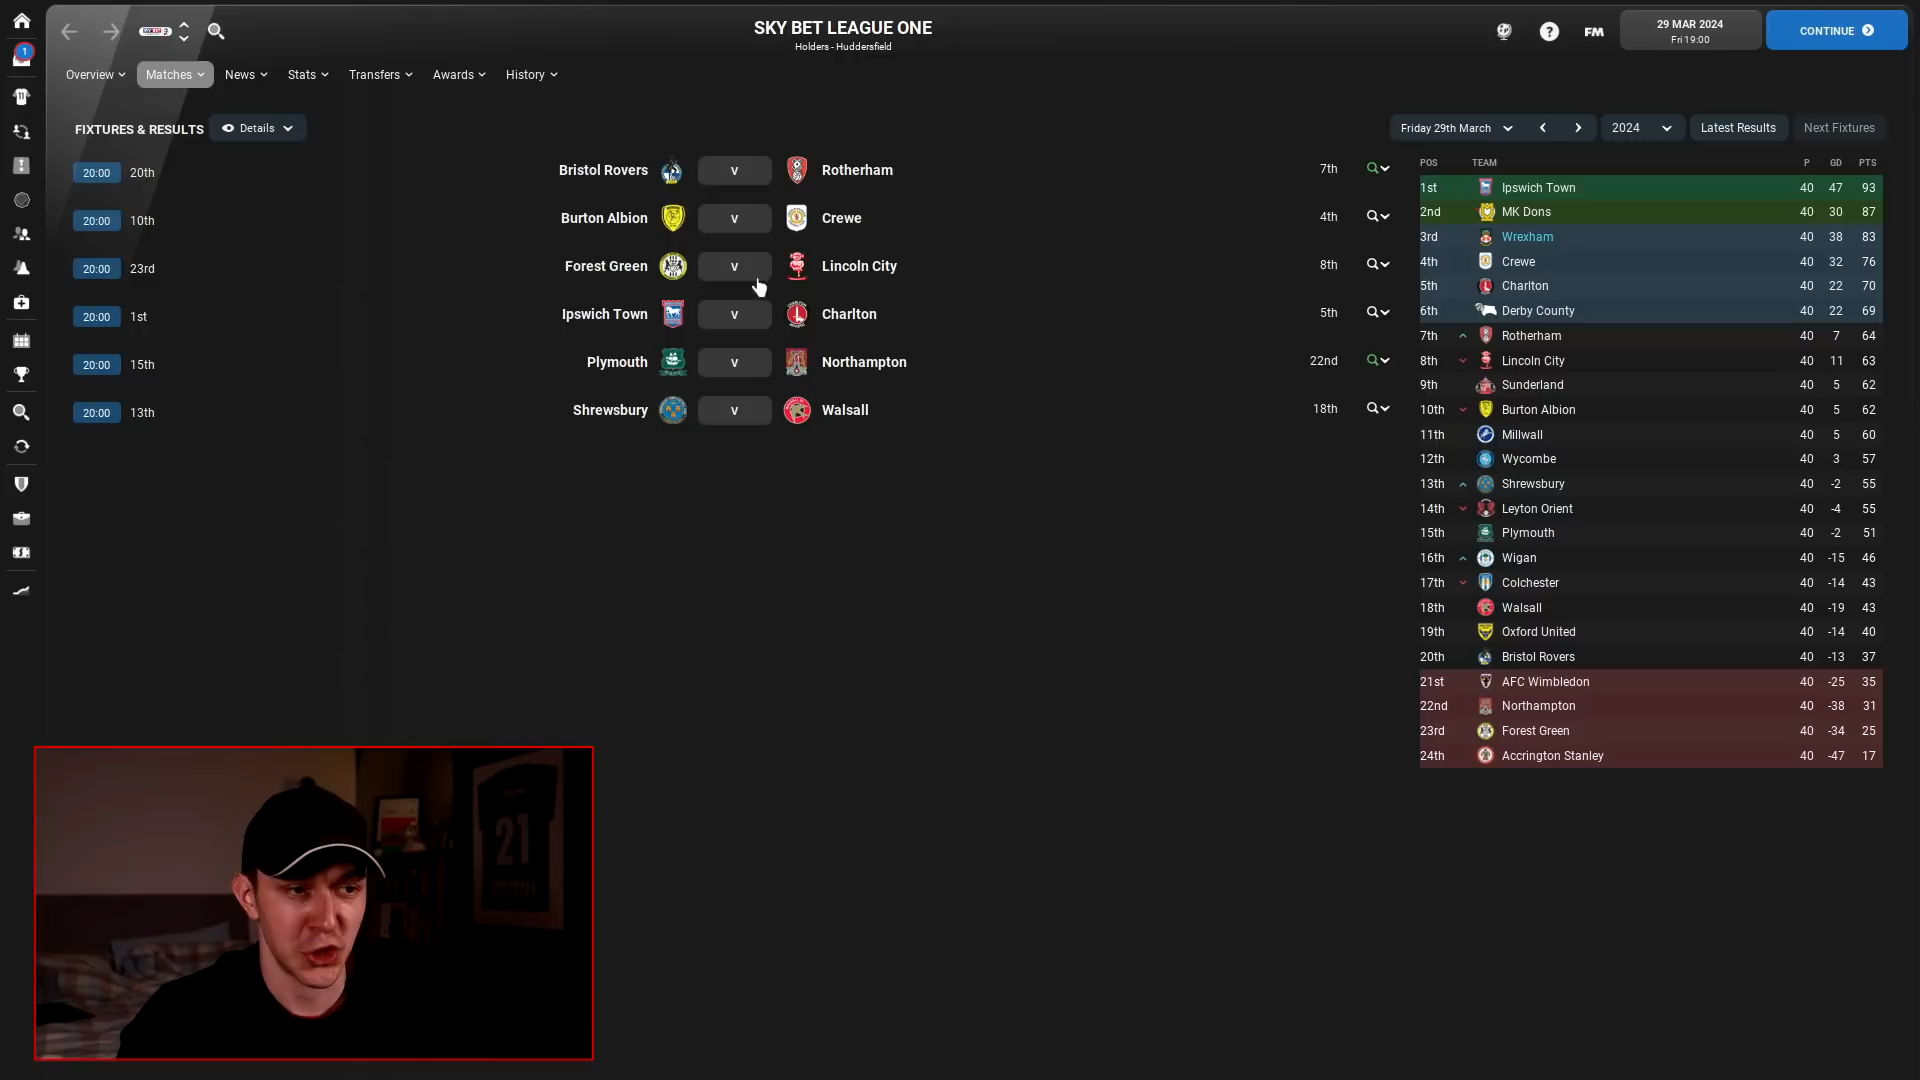 SKY BET LEAGUE ONE
Holders - Huddersfield
29 MAR 2024
Fri 19:00
CONTINUE
FM
1
Overview Matches News Stats Transfers Awards History
FIXTURES & RESULTS Details
Friday 29th March 2024 Latest Results Next Fixtures
20:00 20th Bristol Rovers v Rotherham 7th
20:00 10th Burton Albion v Crewe 4th
20:00 23rd Forest Green v Lincoln City 8th
20:00 1st Ipswich Town v Charlton 5th
20:00 15th Plymouth v Northampton 22nd
20:00 13th Shrewsbury v Walsall 18th
POS TEAM P GD PTS
1st Ipswich Town 40 47 93
2nd MK Dons 40 30 87
3rd Wrexham 40 38 83
4th Crewe 40 32 76
5th Charlton 40 22 70
6th Derby County 40 22 69
7th Rotherham 40 7 64
8th Lincoln City 40 11 63
9th Sunderland 40 5 62
10th Burton Albion 40 5 62
11th Millwall 40 5 60
12th Wycombe 40 3 57
13th Shrewsbury 40 -2 55
14th Leyton Orient 40 -4 55
15th Plymouth 40 -2 51
16th Wigan 40 -15 46
17th Colchester 40 -14 43
18th Walsall 40 -19 43
19th Oxford United 40 -14 40
20th Bristol Rovers 40 -13 37
21st AFC Wimbledon 40 -25 35
22nd Northampton 40 -38 31
23rd Forest Green 40 -34 25
24th Accrington Stanley 40 -47 17
21